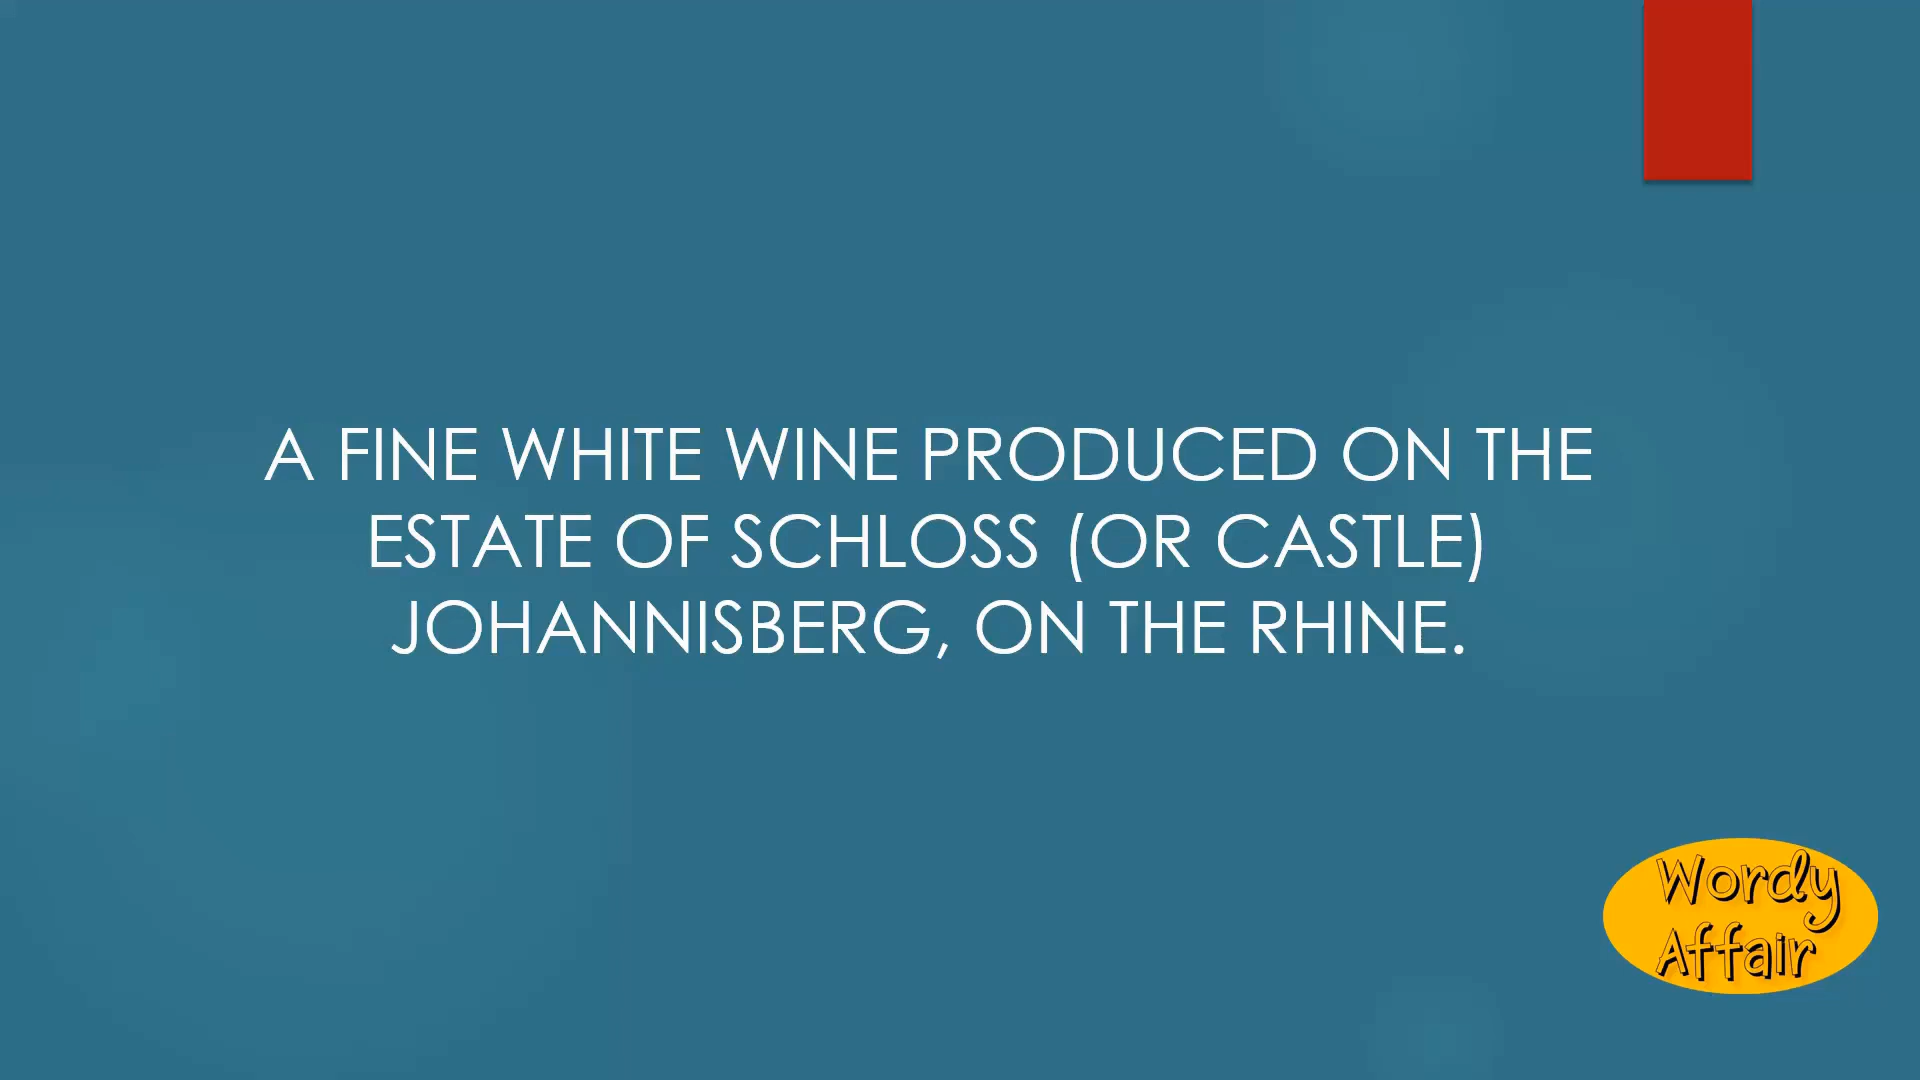 A FINE WHITE WINE PRODUCED ON THE
ESTATE OF SCHLOSS (OR CASTLE)
JOHANNISBERG, ON THE RHINE.
Wordy
Affair